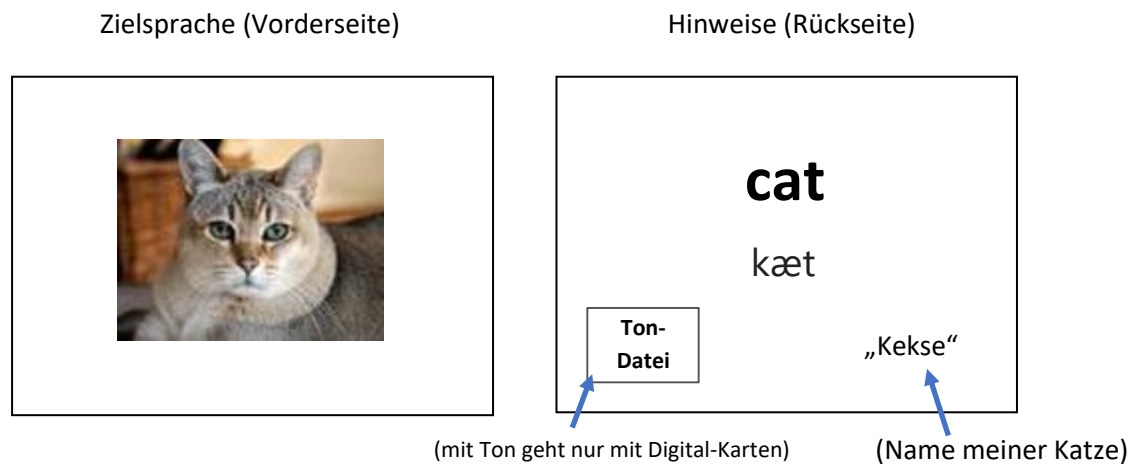 Zielsprache (Vorderseite)
Hinweise (Rückseite)
cat
kæt
Ton-
Datei
„Kekse“
(mit Ton geht nur mit Digital-Karten)
(Name meiner Katze)